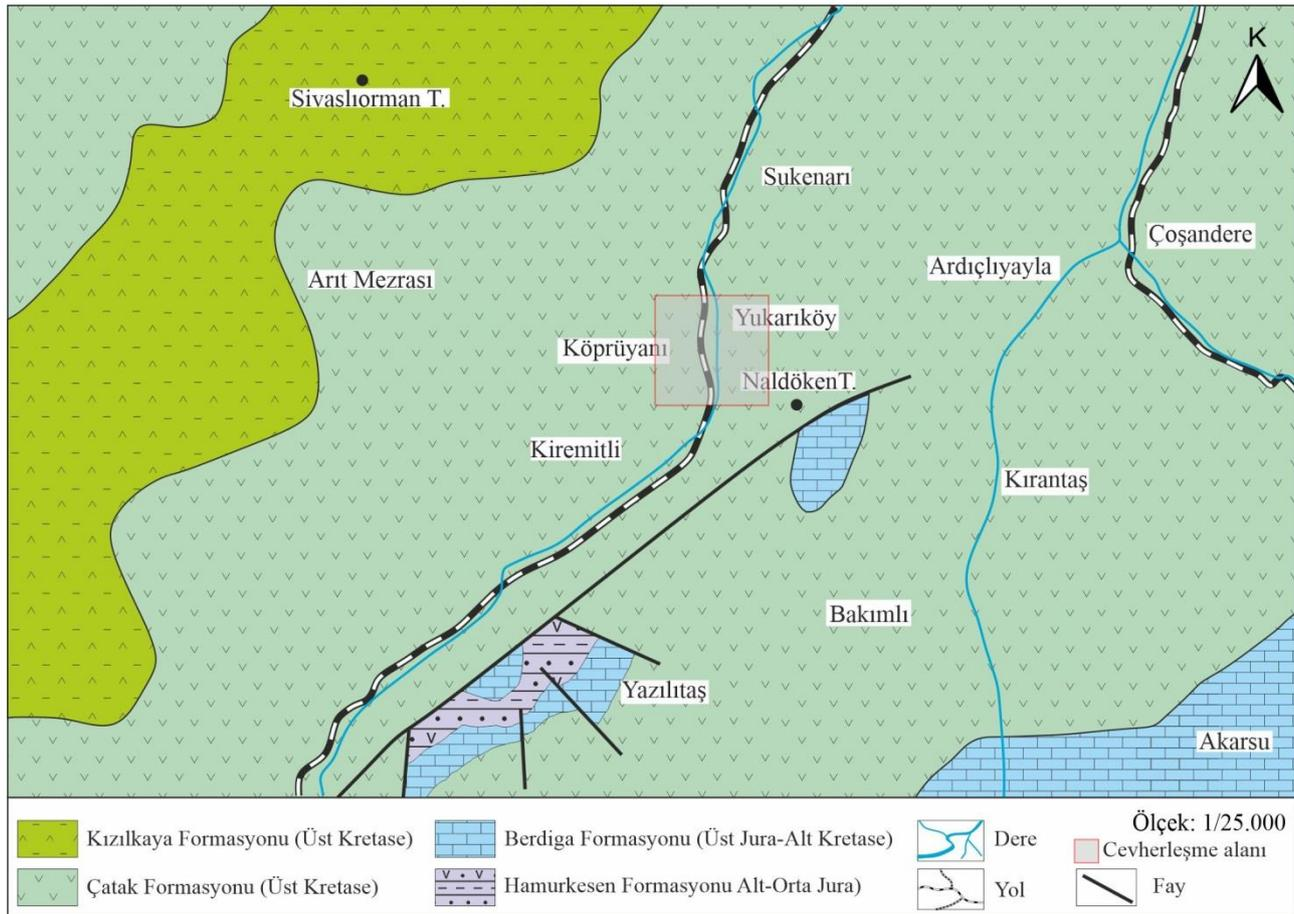 K
Sivaslıorman T.
Sukenarı
Çoşandere
Ardıçlıyayla
Arıt Mezrası
Yukarıköy
Köprüyanı
Naldöken T.
Kiremitli
Kırantaş
Bakımlı
Yazılıtaş
Akarsu
Kızılkaya Formasyonu (Üst Kretase)
Çatak Formasyonu (Üst Kretase)
Berdiga Formasyonu (Üst Jura-Alt Kretase)
Hamurkesen Formasyonu Alt-Orta Jura)
Dere
Yol
Ölçek: 1/25.000
Cevherleşme alanı
Fay